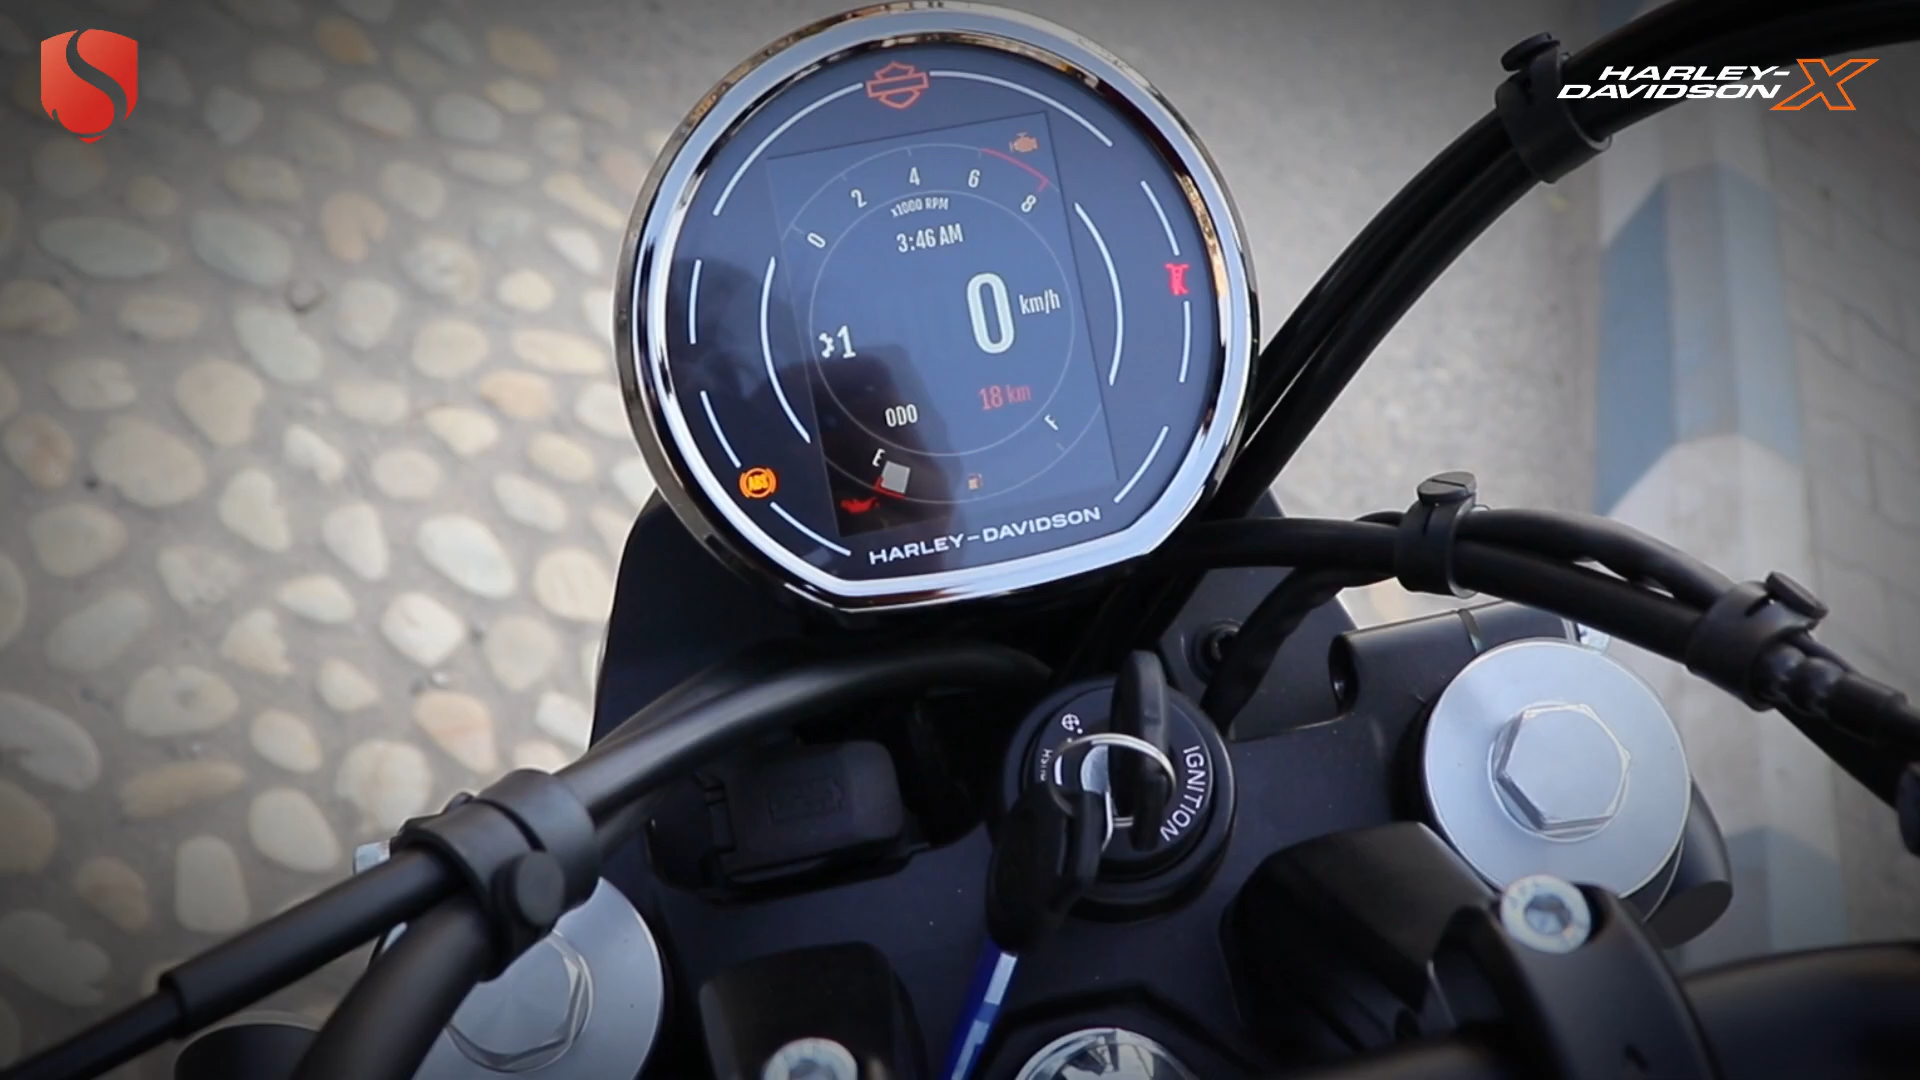 HARLEY-
DAVIDSON X
0 2 4 6 8
x1000 RPM
3:46 AM
1
0 km/h
18 km
ODO
E F
ABS
HARLEY-DAVIDSON
IGNITION